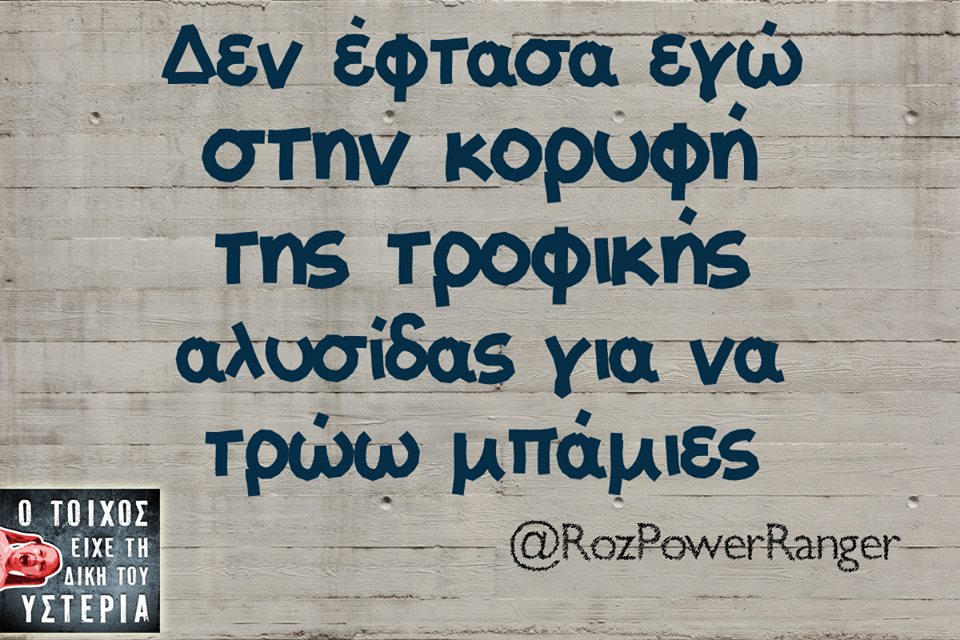 Δεν έφτασα εγώ
στην κορυφή
της τροφικής
αλυσίδας για να
τρώω μπάμιες
@RozPowerRanger
Ο ΤΟΙΧΟΣ
ΕΙΧΕ ΤΗ
ΔΙΚΗ ΤΟΥ
ΥΣΤΕΡΙΑ